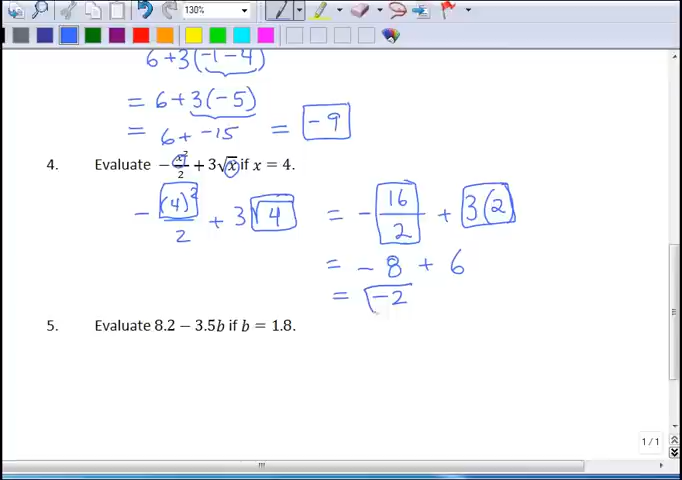 130%
6+3(-1-4)
= 6+3(-5)
= 6+ -15 = -9
4. Evaluate -x²/2 + 3√x if x = 4.
-(4)²/2 + 3√4 = -16/2 + 3(2)
= -8 + 6
= -2
5. Evaluate 8.2 − 3.5b if b = 1.8.
1/1